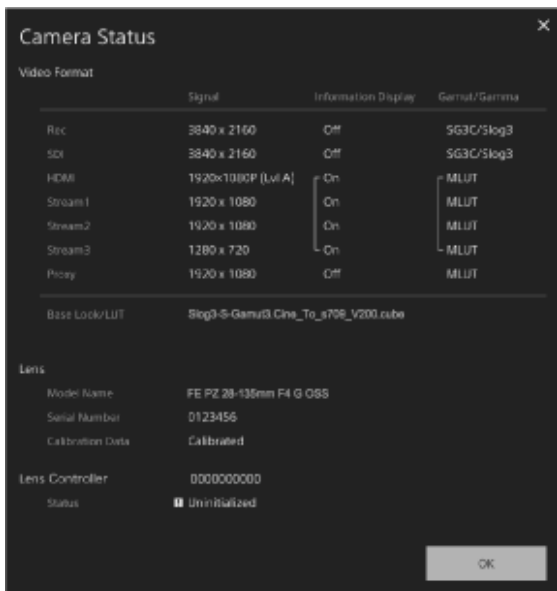 ×
Camera Status
Video Format
Signal Information Display Gamut/Gamma
Rec 3840 x 2160 Off SG3C/Slog3
SDI 3840 x 2160 Off SG3C/Slog3
HDMI 1920×1080P (Lvl A) On MLUT
Stream1 1920 x 1080 On MLUT
Stream2 1920 x 1080 On MLUT
Stream3 1280 x 720 On MLUT
Proxy 1920 x 1080 Off MLUT
Base Look/LUT Slog3-S-Gamut3.Cine_To_s709_V200.cube
Lens
Model Name FE PZ 28-135mm F4 G OSS
Serial Number 0123456
Calibration Data Calibrated
Lens Controller 0000000000
Status Uninitialized
OK